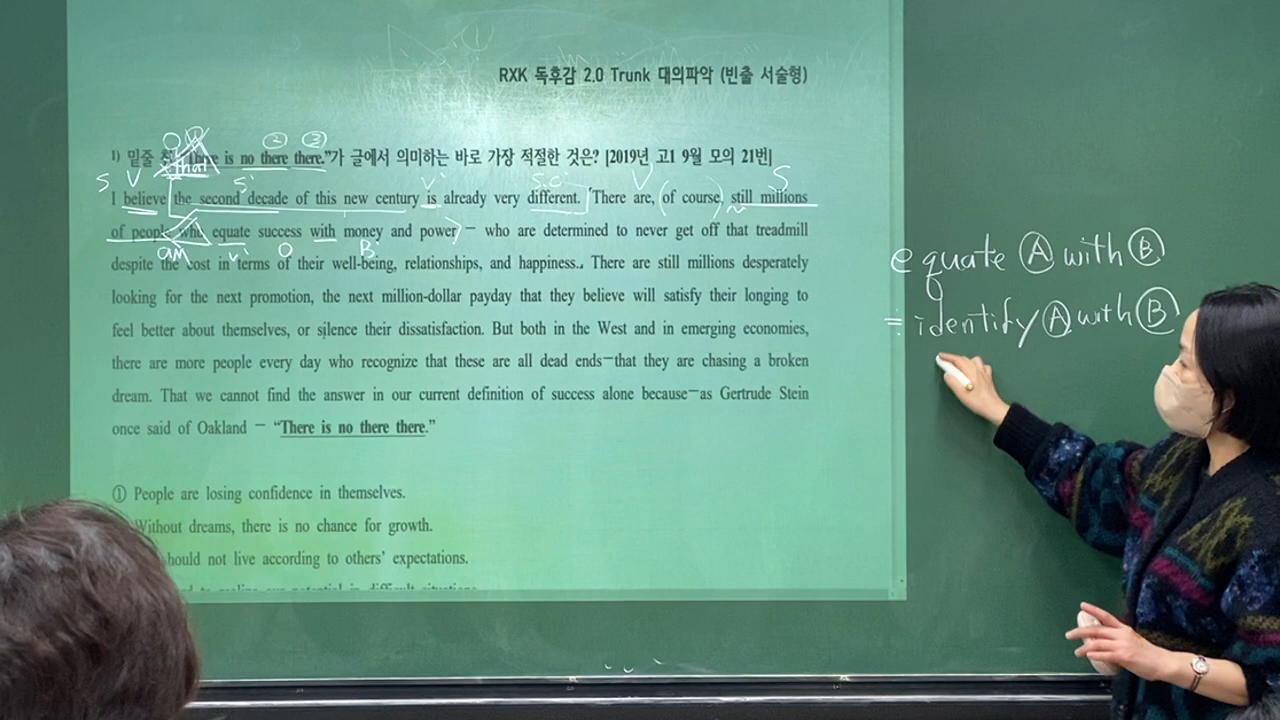 RXK 독후감 2.0 Trunk 대의파악 (빈출 서술형)
② ③
1) 밑줄 is no there there."가 글에서 의미하는 바로 가장 적절한 것은? [2019년 고1 9월 모의 21번]
that
S V S' V' S.C' V S
I believe the second decade of this new century is already very different. There are, (of course) still millions
of people who equate success with money and power) – who are determined to never get off that treadmill
V' O B
despite the cost in terms of their well-being, relationships, and happiness.. There are still millions desperately
looking for the next promotion, the next million-dollar payday that they believe will satisfy their longing to
feel better about themselves, or silence their dissatisfaction. But both in the West and in emerging economies,
there are more people every day who recognize that these are all dead ends—that they are chasing a broken
dream. That we cannot find the answer in our current definition of success alone because—as Gertrude Stein
once said of Oakland – "There is no there there."
① People are losing confidence in themselves.
Without dreams, there is no chance for growth.
should not live according to others' expectations.
equate Ⓐ with Ⓑ
= identify Ⓐ with Ⓑ